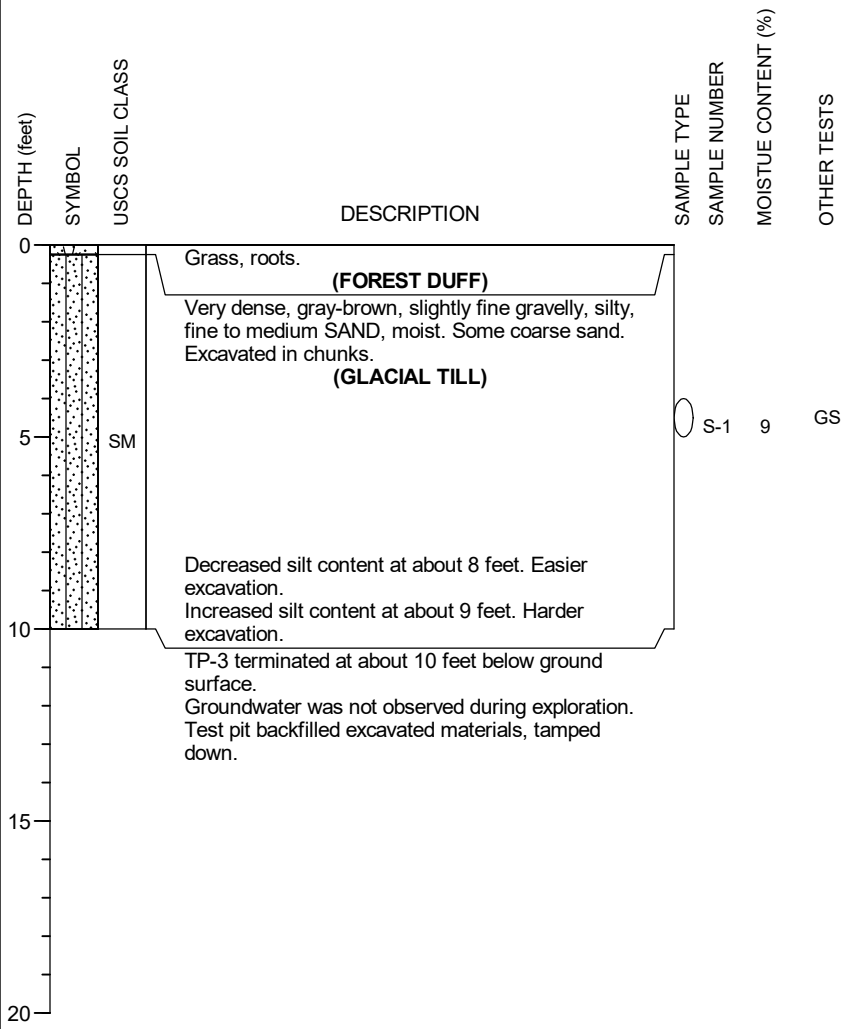 DEPTH (feet)
SYMBOL
USCS SOIL CLASS
DESCRIPTION
SAMPLE TYPE
SAMPLE NUMBER
MOISTUE CONTENT (%)
OTHER TESTS
0
Grass, roots.
(FOREST DUFF)
Very dense, gray-brown, slightly fine gravelly, silty,
fine to medium SAND, moist. Some coarse sand.
Excavated in chunks.
(GLACIAL TILL)
5
SM
S-1 9 GS
Decreased silt content at about 8 feet. Easier
excavation.
Increased silt content at about 9 feet. Harder
excavation.
10
TP-3 terminated at about 10 feet below ground
surface.
Groundwater was not observed during exploration.
Test pit backfilled excavated materials, tamped
down.
15
20